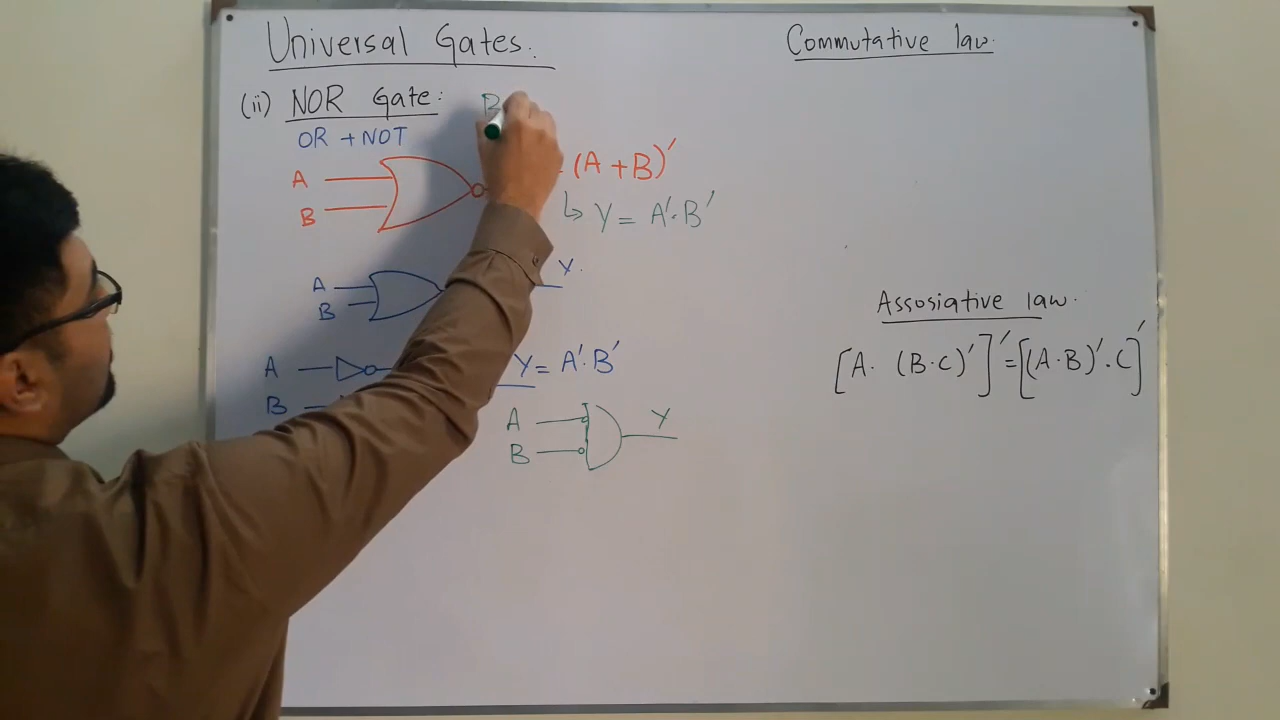 Universal Gates.
(ii) NOR Gate: B
OR + NOT
A
B
(A + B)'
↳ Y = A'·B'
A
B
Y.
A
B
Y = A'·B'
A
B
Y
Commutative law.
Assosiative law.
[A· (B·C)']' = [(A·B)'·C]'